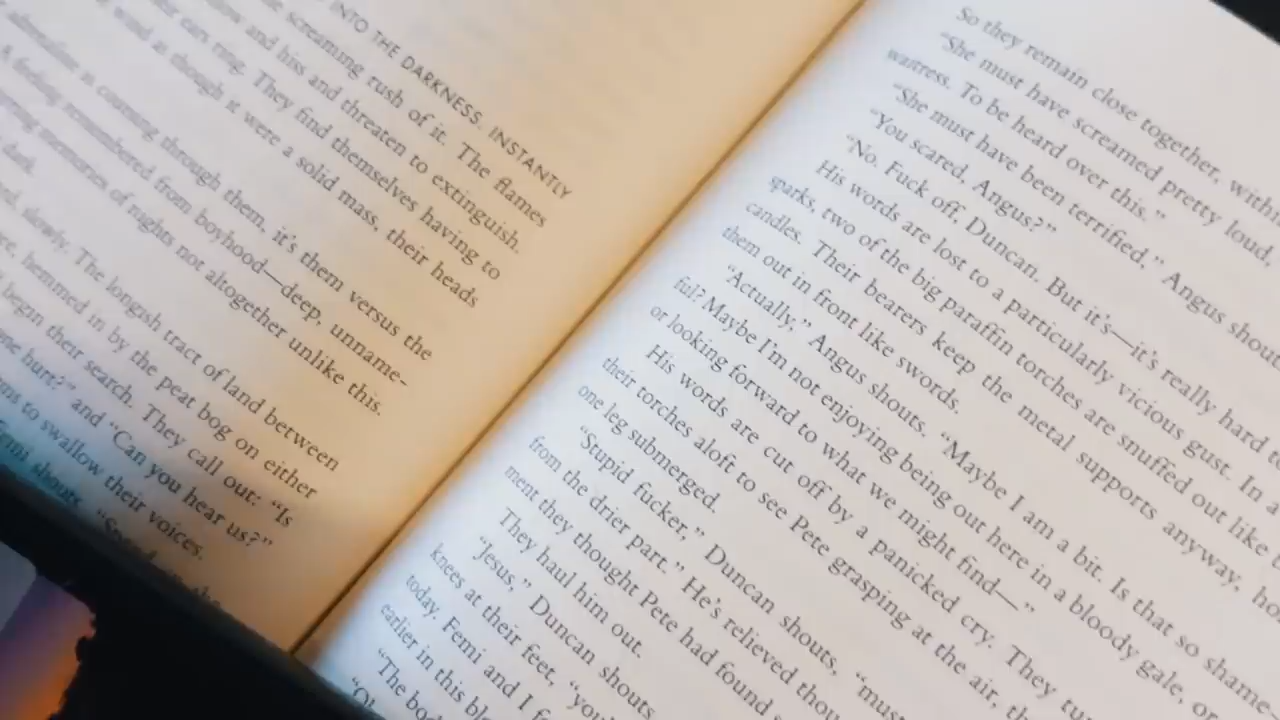 INTO THE DARKNESS. INSTANTLY
screaming rush of it. The flames
and hiss and threaten to extinguish.
ears ring. They find themselves having to
wind as though it were a solid mass, their heads
adrenaline is coursing through them, it's them versus the
A feeling remembered from boyhood—deep, unname-
memories of nights not altogether unlike this.
dark.
slowly. The longish tract of land between
hemmed in by the peat bog on either
begin their search. They call out: "Is
hurt?" and "Can you hear us?"
to swallow their voices.
shouts.
So they remain close together, within
"She must have screamed pretty loud,
waitress. To be heard over this."
"She must have been terrified." Angus shouts
"You scared, Angus?"
"No. Fuck off, Duncan. But it's—it's really hard to
His words are lost to a particularly vicious gust. In a
sparks, two of the big paraffin torches are snuffed out like
candles. Their bearers keep the metal supports anyway,
them out in front like swords.
"Actually," Angus shouts. "Maybe I am a bit. Is that so shame-
ful? Maybe I'm not enjoying being out here in a bloody gale, or
or looking forward to what we might find—"
His words are cut off by a panicked cry. They
their torches aloft to see Pete grasping at the air,
one leg submerged.
"Stupid fucker," Duncan shouts, "must
from the drier part." He's relieved
ment they thought Pete had found
They haul him out.
"Jesus," Duncan shouts
knees at their feet,
today. Femi and I
earlier in this
"The